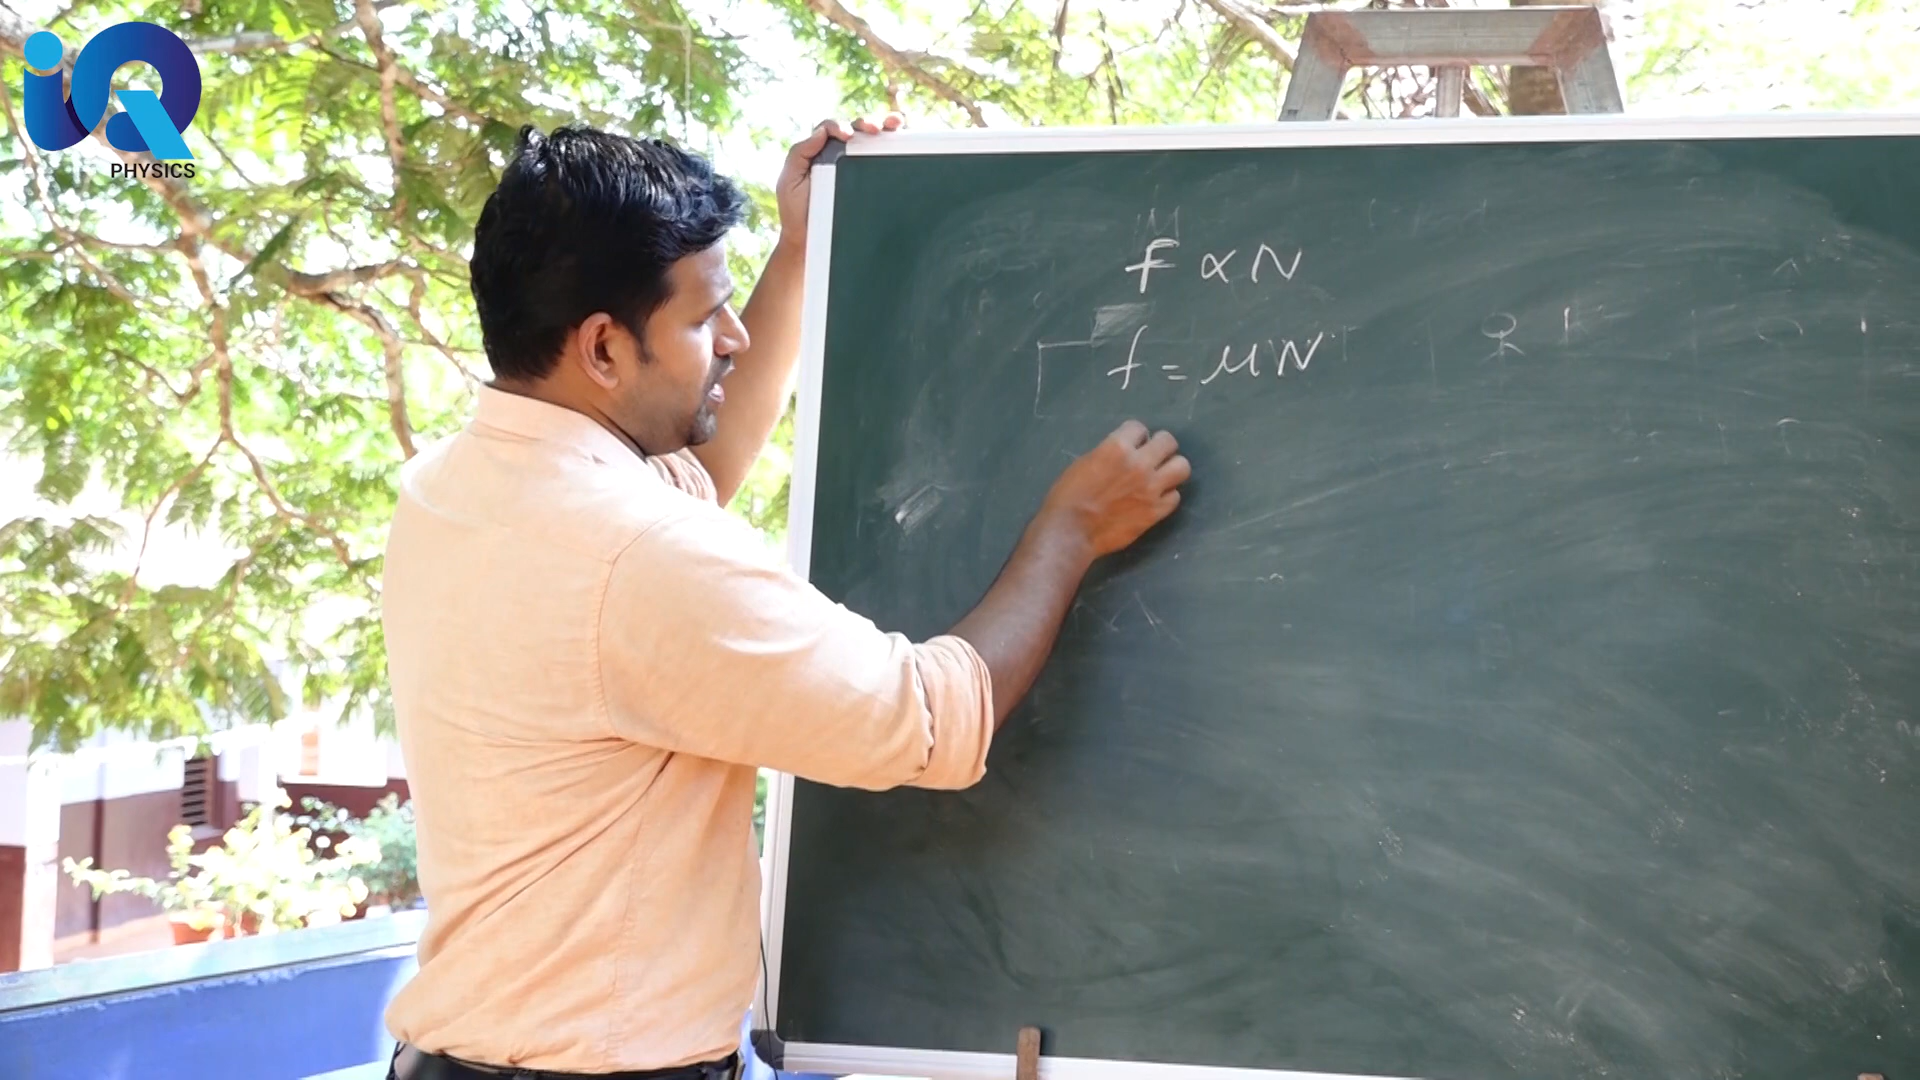 iQ
PHYSICS
f ∝ N
f = μN